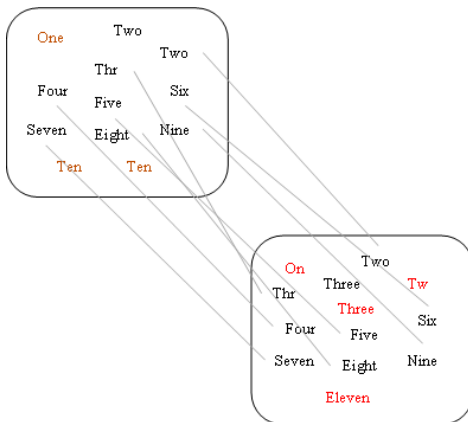 One
Two
Two
Thr
Four
Six
Five
Seven
Eight
Nine
Ten
Ten
Two
On
Three
Tw
Thr
Three
Six
Four
Five
Seven
Eight
Nine
Eleven